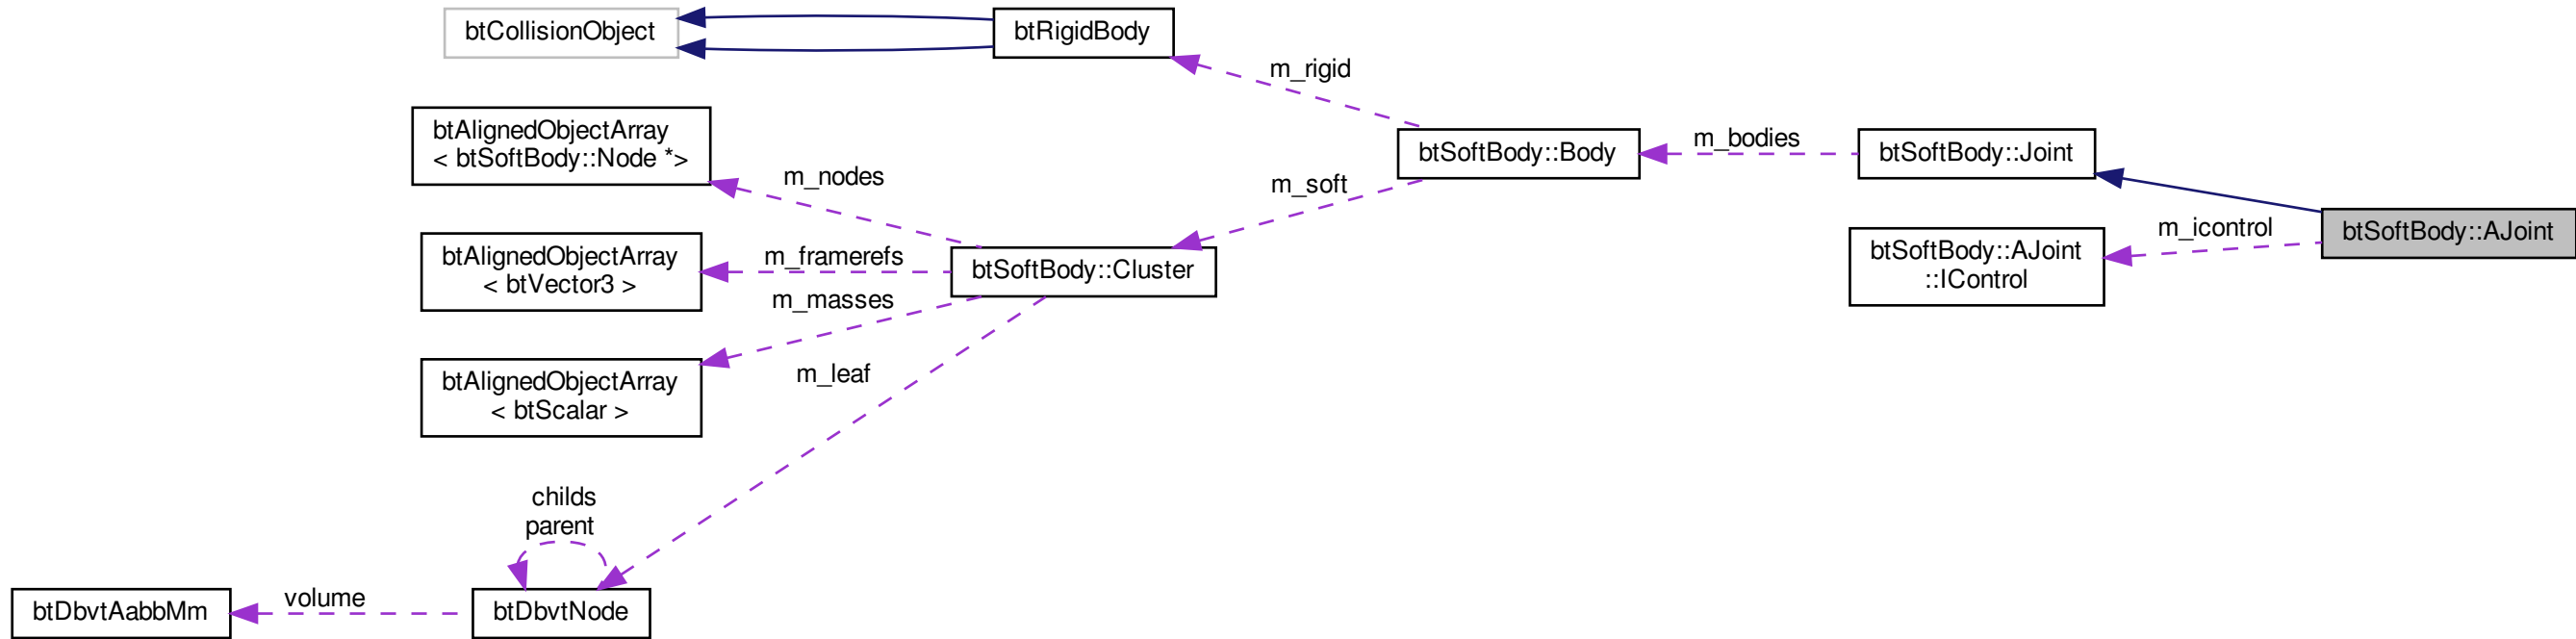 btCollisionObject
btRigidBody
m_rigid
btAlignedObjectArray
< btSoftBody::Node *>
m_nodes
m_soft
btSoftBody::Body
m_bodies
btSoftBody::Joint
btSoftBody::AJoint
m_icontrol
btSoftBody::AJoint
::IControl
btAlignedObjectArray
< btVector3 >
m_framerefs
btSoftBody::Cluster
m_masses
btAlignedObjectArray
< btScalar >
m_leaf
childs
parent
btDbvtAabbMm
volume
btDbvtNode